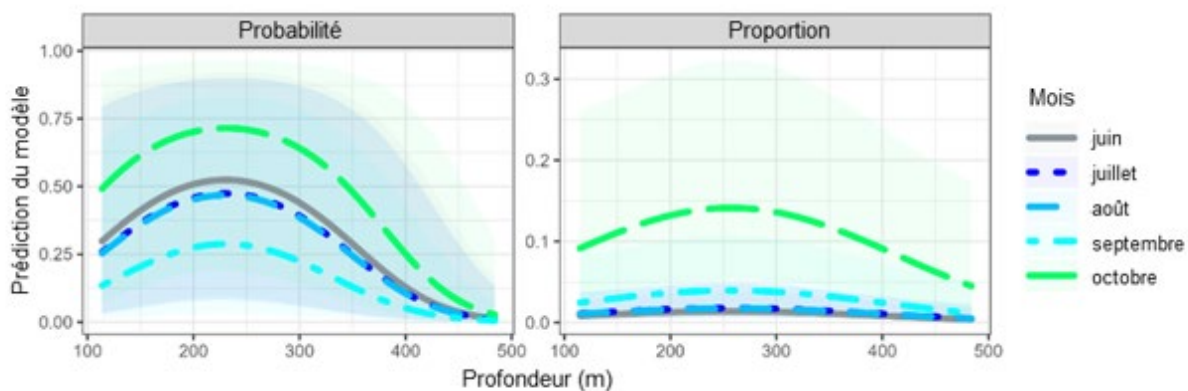 Probabilité
Proportion
Prédiction du modèle
1.00
0.75
0.50
0.25
0.00
100
200
300
400
500
0.3
0.2
0.1
0.0
100
200
300
400
500
Profondeur (m)
Mois
juin
juillet
août
septembre
octobre